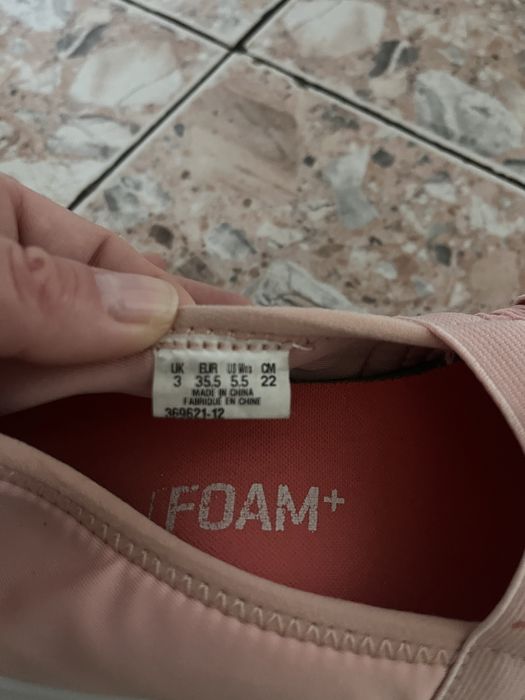 UK EUR US Wns CM
3 35.5 5.5 22
MADE IN CHINA
FABRIQUÉ EN CHINE
369621-12
FOAM+